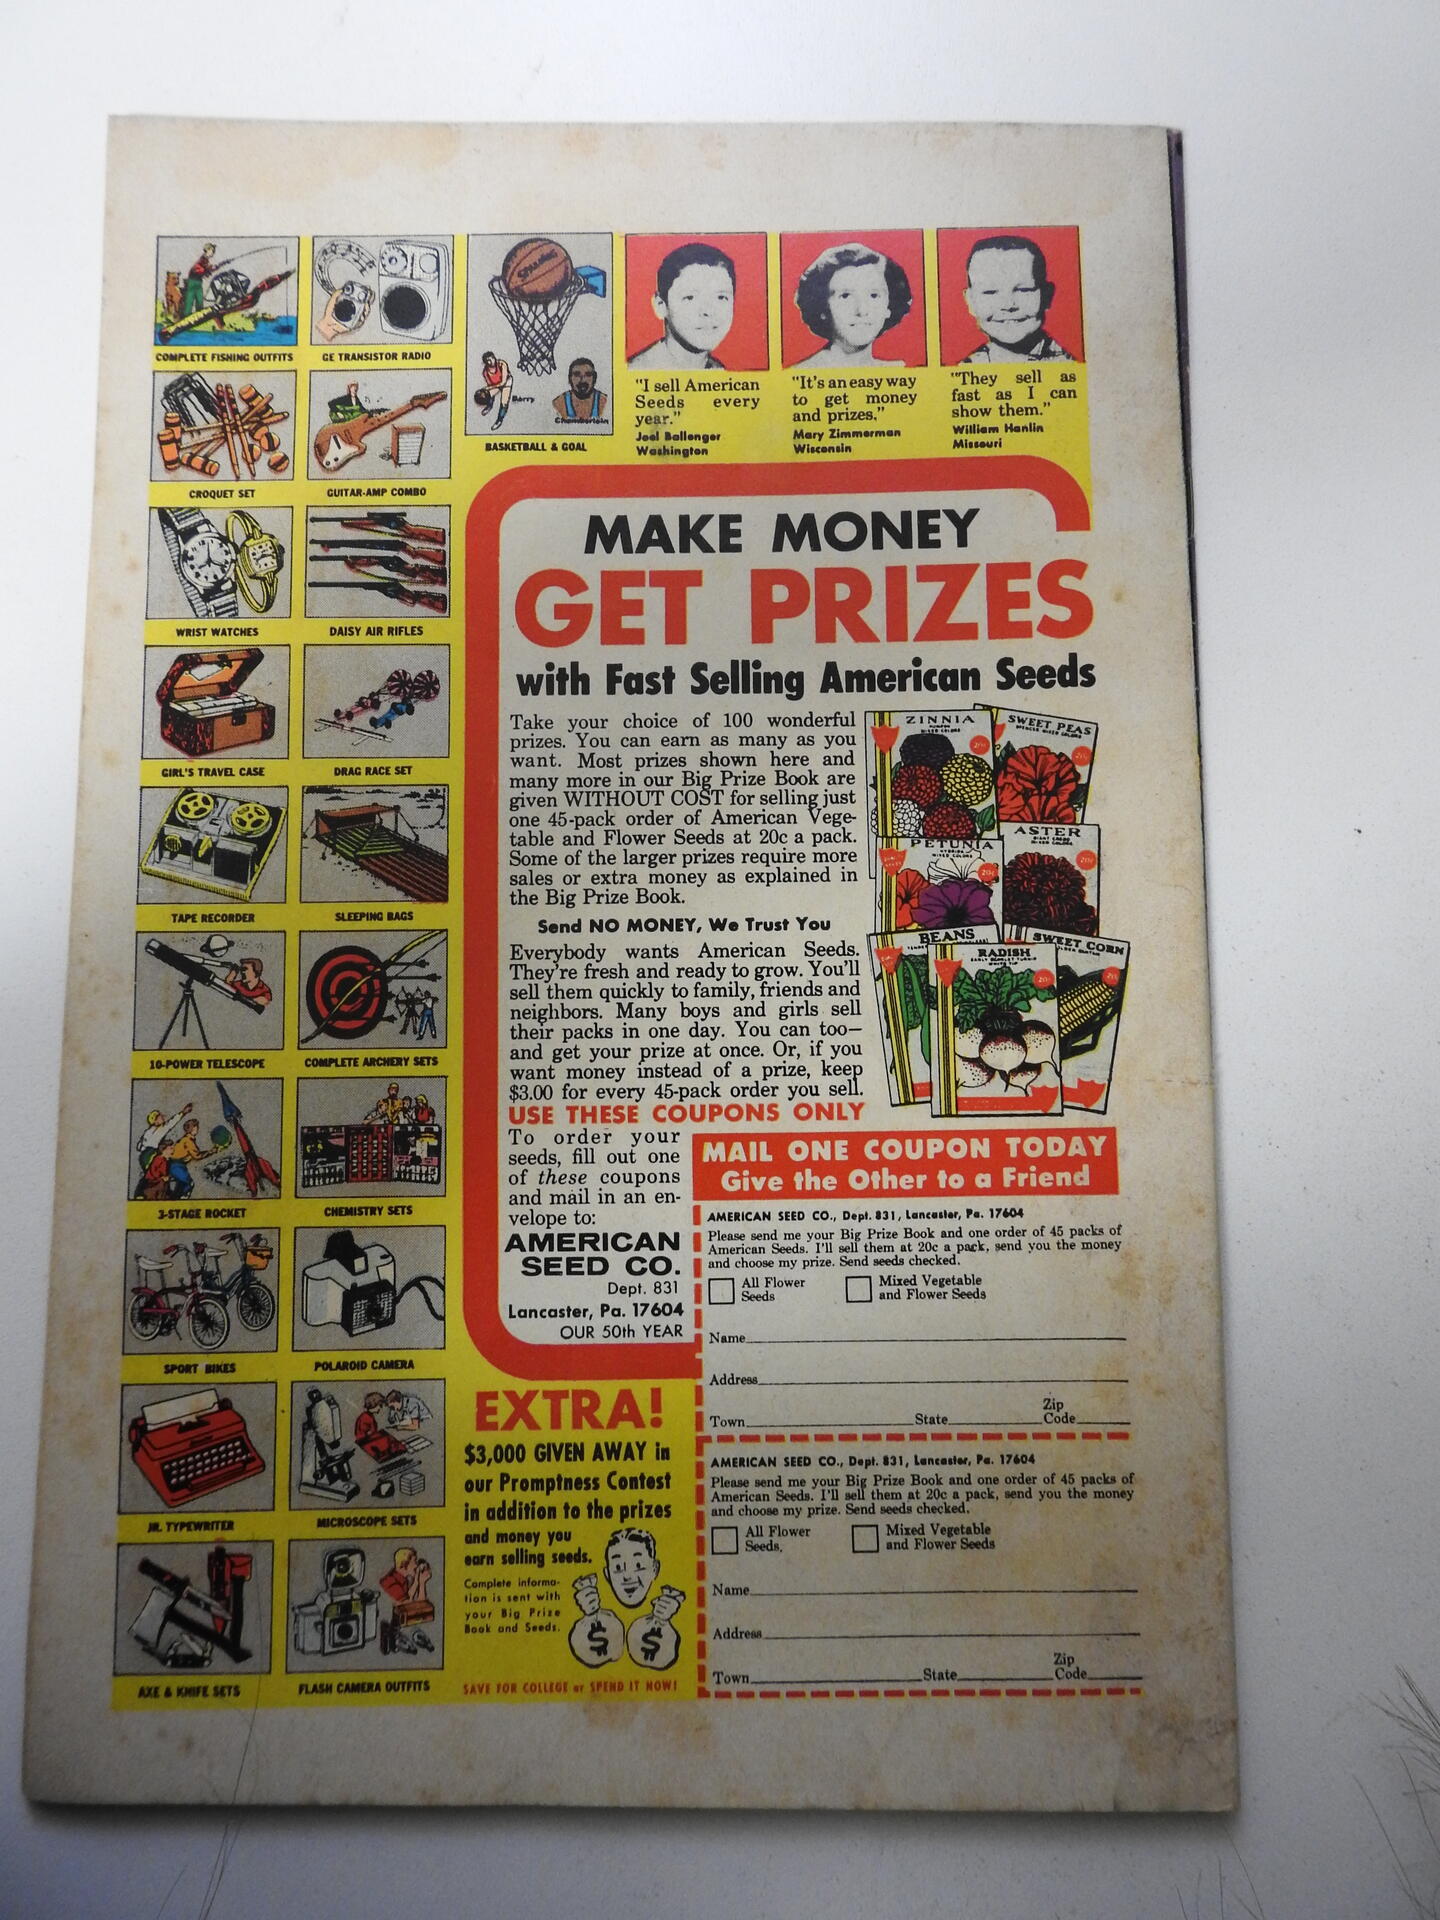 COMPLETE FISHING OUTFITS
GE TRANSISTOR RADIO
Spalding
Barry
Chamberlain
BASKETBALL & GOAL
"I sell American
Seeds every
year."
Joel Ballenger
Washington
"It's an easy way
to get money
and prizes."
Mary Zimmerman
Wisconsin
"They sell as
fast as I can
show them."
William Hanlin
Missouri
CROQUET SET
GUITAR-AMP COMBO
WRIST WATCHES
DAISY AIR RIFLES
GIRL'S TRAVEL CASE
DRAG RACE SET
TAPE RECORDER
SLEEPING BAGS
10-POWER TELESCOPE
COMPLETE ARCHERY SETS
3-STAGE ROCKET
CHEMISTRY SETS
SPORT BIKES
POLAROID CAMERA
JR. TYPEWRITER
MICROSCOPE SETS
AXE & KNIFE SETS
FLASH CAMERA OUTFITS
MAKE MONEY
GET PRIZES
with Fast Selling American Seeds
Take your choice of 100 wonderful
prizes. You can earn as many as you
want. Most prizes shown here and
many more in our Big Prize Book are
given WITHOUT COST for selling just
one 45-pack order of American Vege-
table and Flower Seeds at 20c a pack.
Some of the larger prizes require more
sales or extra money as explained in
the Big Prize Book.
Send NO MONEY, We Trust You
Everybody wants American Seeds.
They're fresh and ready to grow. You'll
sell them quickly to family, friends and
neighbors. Many boys and girls sell
their packs in one day. You can too—
and get your prize at once. Or, if you
want money instead of a prize, keep
$3.00 for every 45-pack order you sell.
USE THESE COUPONS ONLY
To order your
seeds, fill out one
of these coupons
and mail in an en-
velope to:
AMERICAN
SEED CO.
Dept. 831
Lancaster, Pa. 17604
OUR 50th YEAR
ZINNIA
MIXED COLORS
20c
SWEET PEAS
SPENCER MIXED COLORS
20c
PETUNIA
MIXED COLORS
20c
ASTER
MIXED COLORS
20c
BEANS
RADISH
20c
SWEET CORN
20c
MAIL ONE COUPON TODAY
Give the Other to a Friend
AMERICAN SEED CO., Dept. 831, Lancaster, Pa. 17604
Please send me your Big Prize Book and one order of 45 packs of
American Seeds. I'll sell them at 20c a pack, send you the money
and choose my prize. Send seeds checked.
All Flower
Seeds
Mixed Vegetable
and Flower Seeds
Name
Address
Town State Zip
Code
AMERICAN SEED CO., Dept. 831, Lancaster, Pa. 17604
Please send me your Big Prize Book and one order of 45 packs of
American Seeds. I'll sell them at 20c a pack, send you the money
and choose my prize. Send seeds checked.
All Flower
Seeds.
Mixed Vegetable
and Flower Seeds
Name
Address
Town State Zip
Code
EXTRA!
$3,000 GIVEN AWAY in
our Promptness Contest
in addition to the prizes
and money you
earn selling seeds.
Complete informa-
tion is sent with
your Big Prize
Book and Seeds.
$ $
SAVE FOR COLLEGE or SPEND IT NOW!